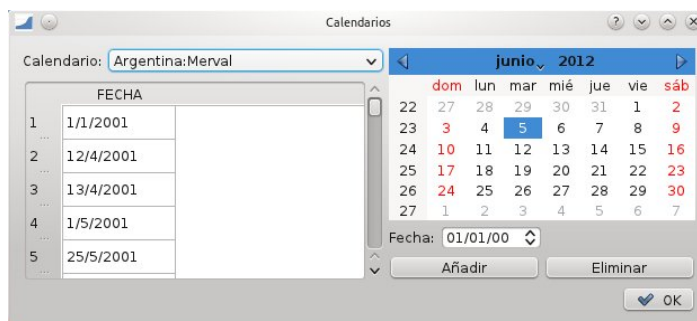 Calendarios
Calendario: Argentina:Merval
FECHA
1 1/1/2001
2 12/4/2001
3 13/4/2001
4 1/5/2001
5 25/5/2001
junio, 2012
dom lun mar mié jue vie sáb
22 27 28 29 30 31 1 2
23 3 4 5 6 7 8 9
24 10 11 12 13 14 15 16
25 17 18 19 20 21 22 23
26 24 25 26 27 28 29 30
27 1 2 3 4 5 6 7
Fecha: 01/01/00
Añadir Eliminar
OK